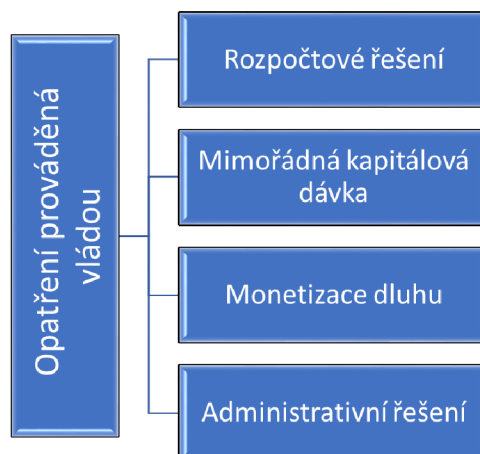 Opatření prováděná
vládou
Rozpočtové řešení
Mimořádná kapitálová
dávka
Monetizace dluhu
Administrativní řešení